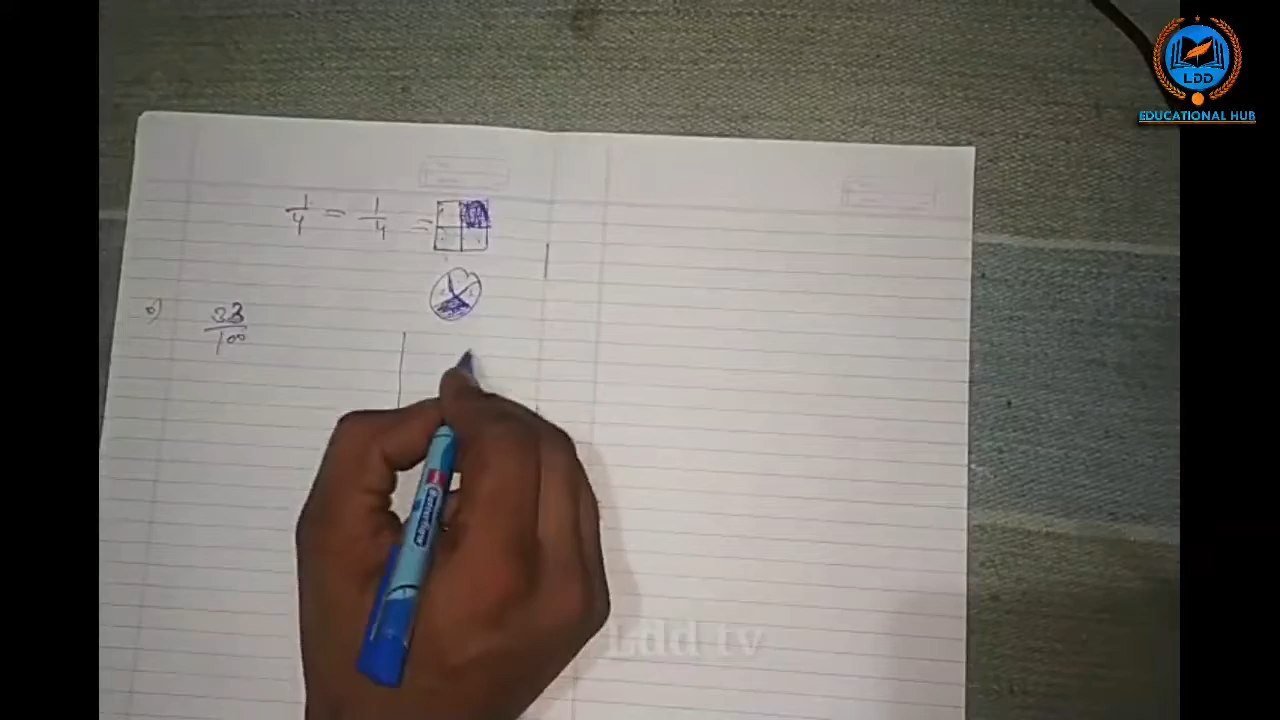 LDD
EDUCATIONAL HUB
1/4 = 1/4 =
33/100
Ldd tv